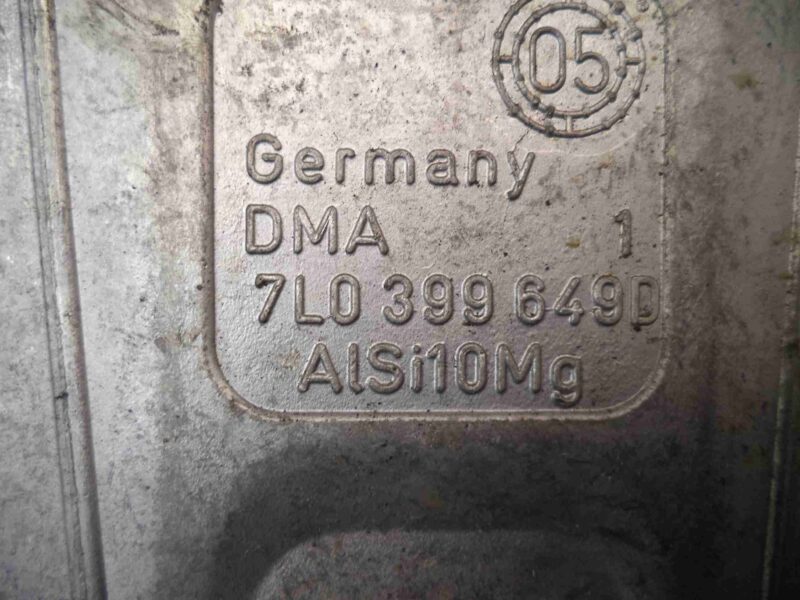 05
Germany
DMA 1
7L0 399 649D
AlSi10Mg